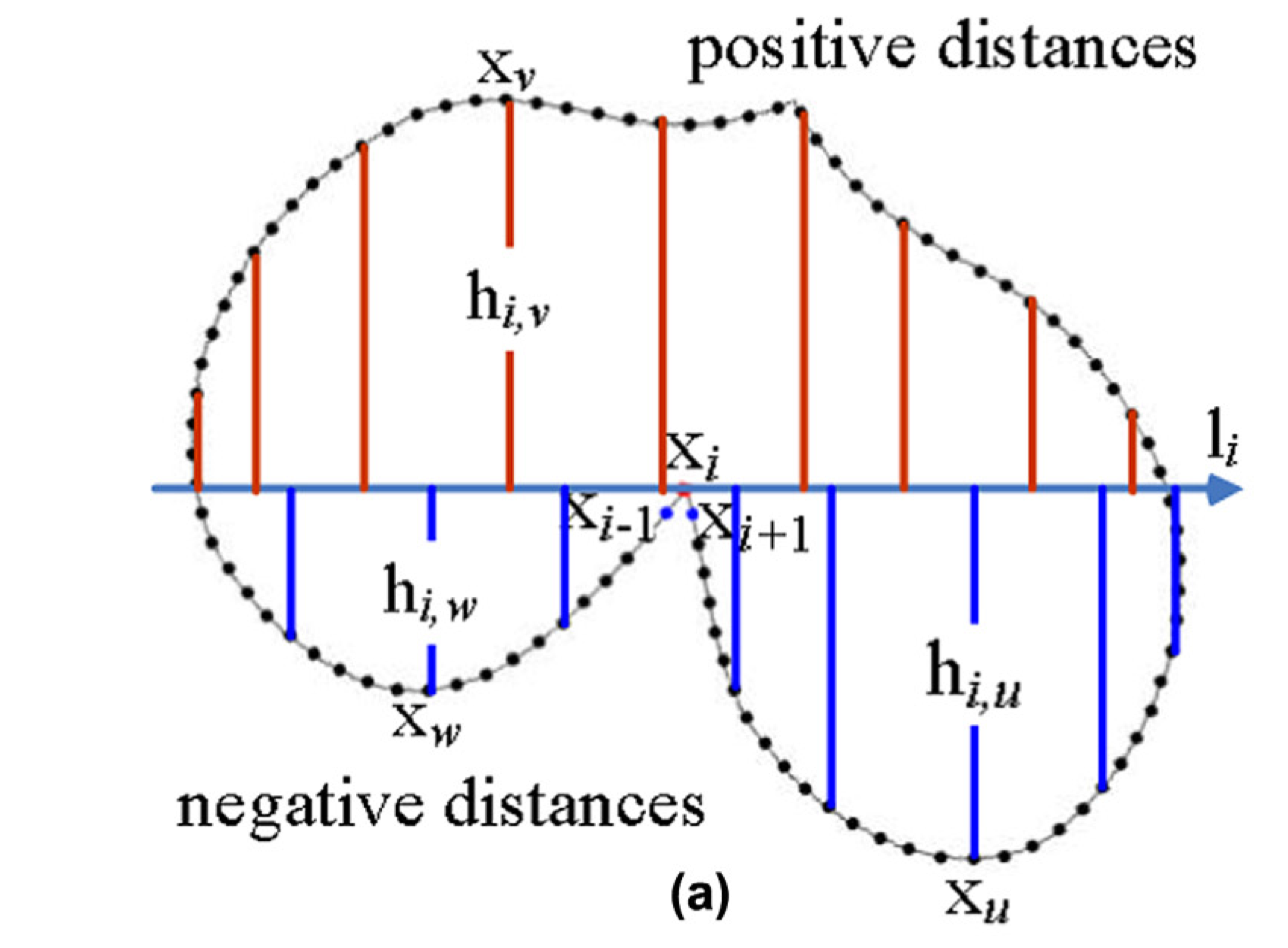 positive distances
x_v
h_{i,v}
l_i
x_i
x_{i-1}
x_{i+1}
h_{i,w}
h_{i,u}
x_w
negative distances
(a)
x_u